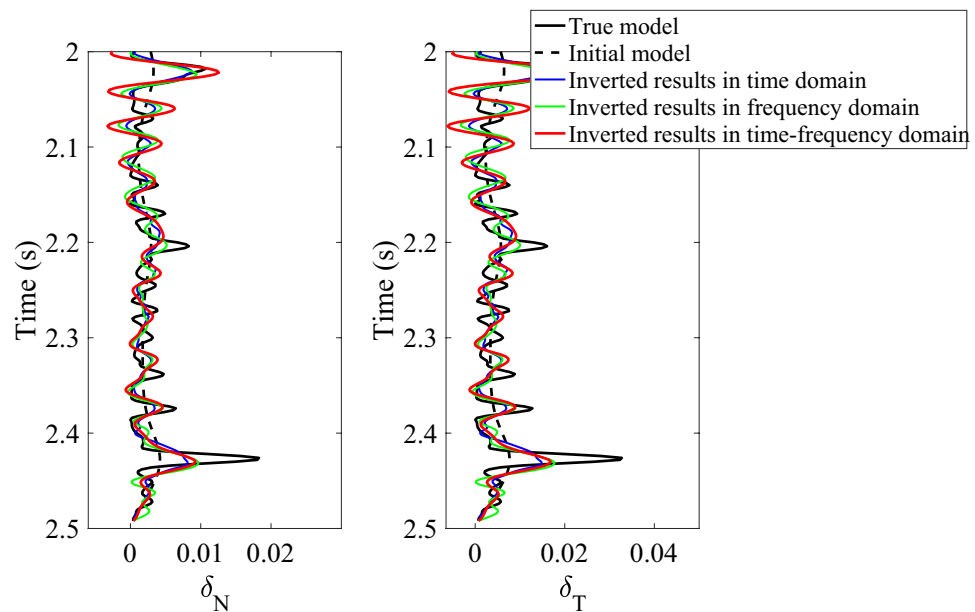 True model
Initial model
Inverted results in time domain
Inverted results in frequency domain
Inverted results in time-frequency domain
2
2.1
2.2
2.3
2.4
2.5
Time (s)
0
0.01
0.02
δN
2
2.1
2.2
2.3
2.4
2.5
Time (s)
0
0.02
0.04
δT